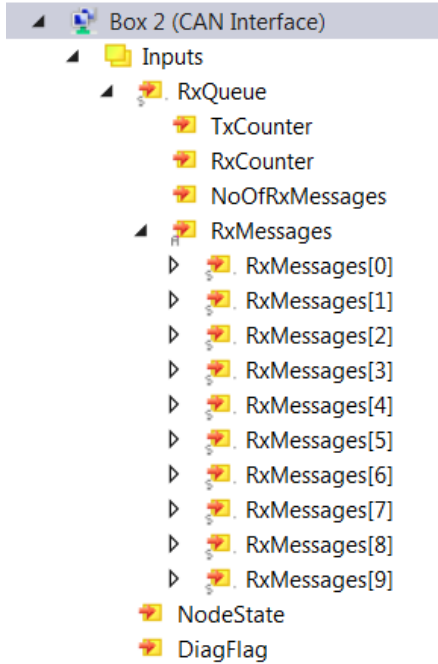 Box 2 (CAN Interface)
Inputs
RxQueue
TxCounter
RxCounter
NoOfRxMessages
RxMessages
RxMessages[0]
RxMessages[1]
RxMessages[2]
RxMessages[3]
RxMessages[4]
RxMessages[5]
RxMessages[6]
RxMessages[7]
RxMessages[8]
RxMessages[9]
NodeState
DiagFlag